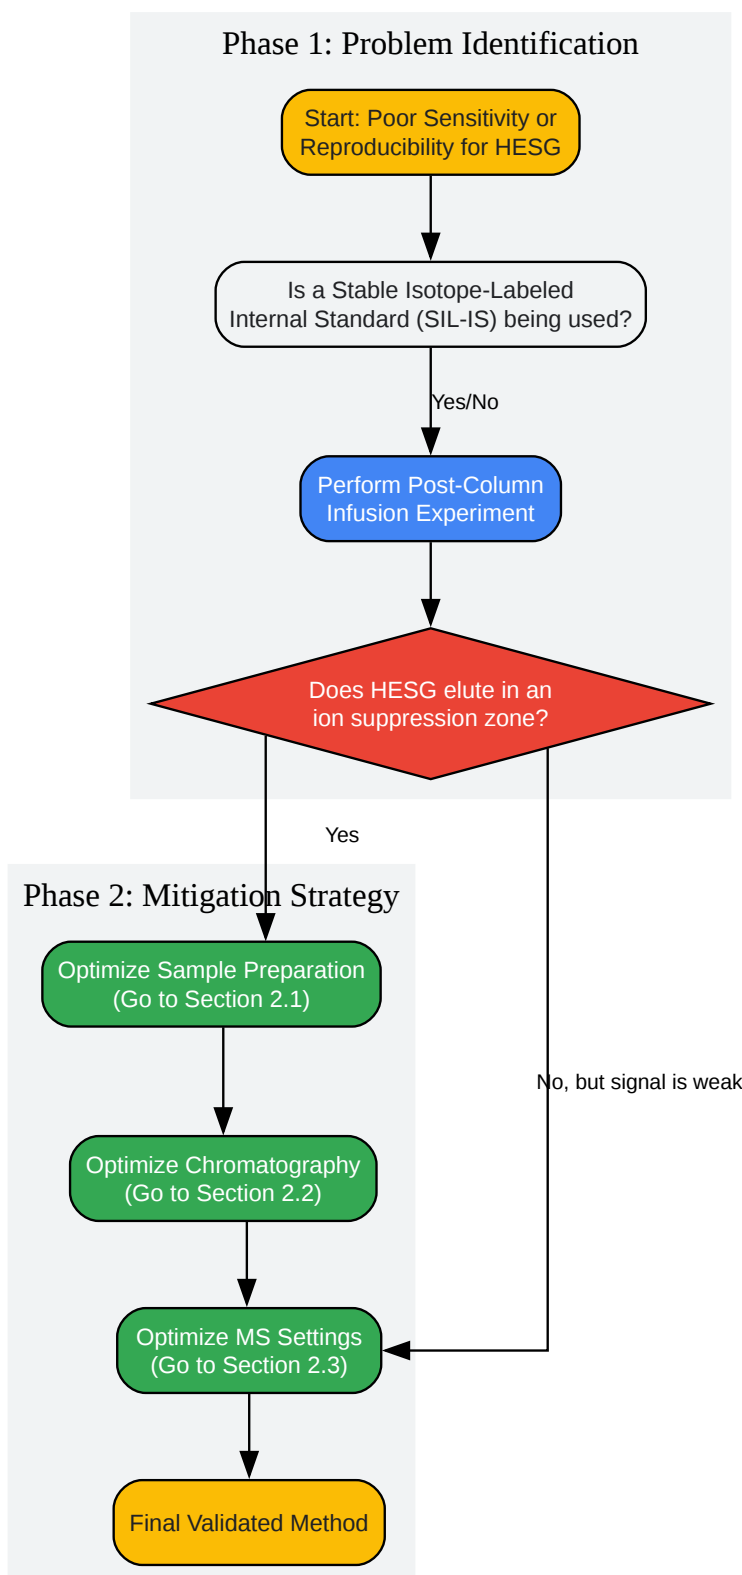 Phase 1: Problem Identification
Start: Poor Sensitivity or
Reproducibility for HESG
Is a Stable Isotope-Labeled
Internal Standard (SIL-IS) being used?
Yes/No
Perform Post-Column
Infusion Experiment
Does HESG elute in an
ion suppression zone?
Yes
Phase 2: Mitigation Strategy
Optimize Sample Preparation
(Go to Section 2.1)
No, but signal is weak
Optimize Chromatography
(Go to Section 2.2)
Optimize MS Settings
(Go to Section 2.3)
Final Validated Method